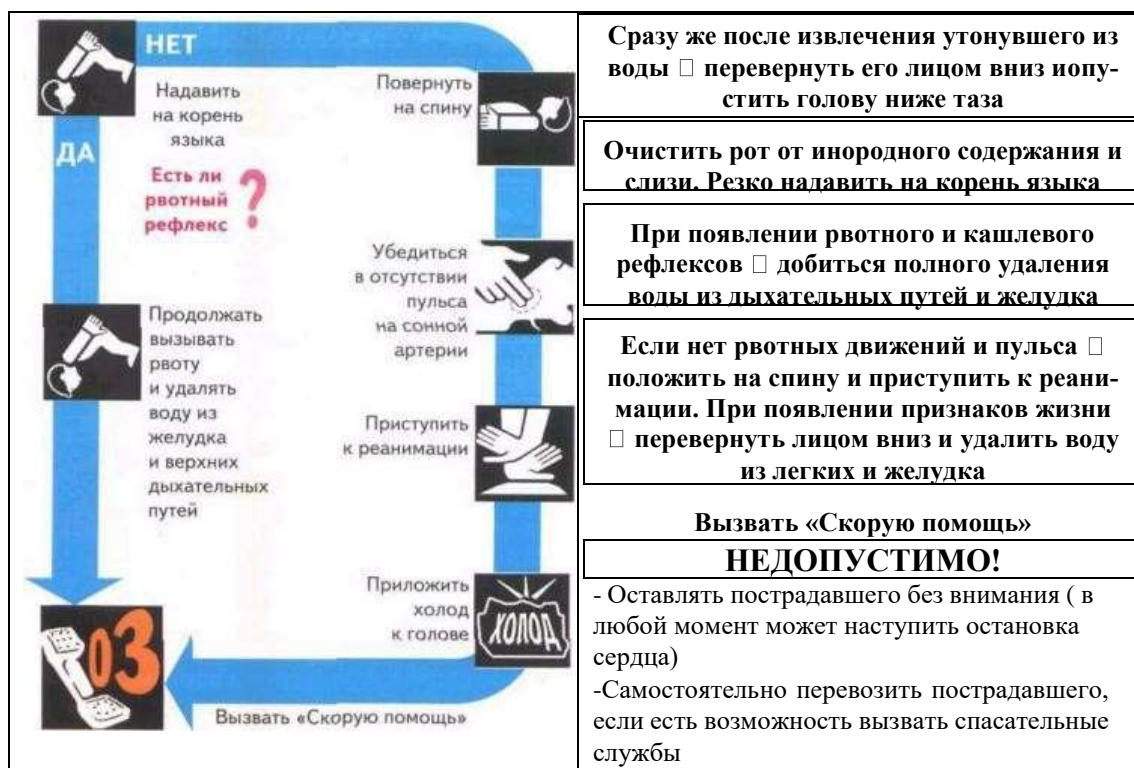 НЕТ
Надавить
на корень
языка
ДА
Есть ли
рвотный
рефлекс
?
Продолжать
вызывать
рвоту
и удалять
воду из
желудка
и верхних
дыхательных
путей
Повернуть
на спину
Убедиться
в отсутствии
пульса
на сонной
артерии
Приступить
к реанимации
Приложить
холод
к голове
ХОЛОД
03
Вызвать «Скорую помощь»
Сразу же после извлечения утонувшего из
воды □ перевернуть его лицом вниз иопу-
стить голову ниже таза
Очистить рот от инородного содержания и
слизи. Резко надавить на корень языка
При появлении рвотного и кашлевого
рефлексов □ добиться полного удаления
воды из дыхательных путей и желудка
Если нет рвотных движений и пульса □
положить на спину и приступить к реани-
мации. При появлении признаков жизни
□ перевернуть лицом вниз и удалить воду
из легких и желудка
Вызвать «Скорую помощь»
НЕДОПУСТИМО!
- Оставлять пострадавшего без внимания ( в
любой момент может наступить остановка
сердца)
-Самостоятельно перевозить пострадавшего,
если есть возможность вызвать спасательные
службы